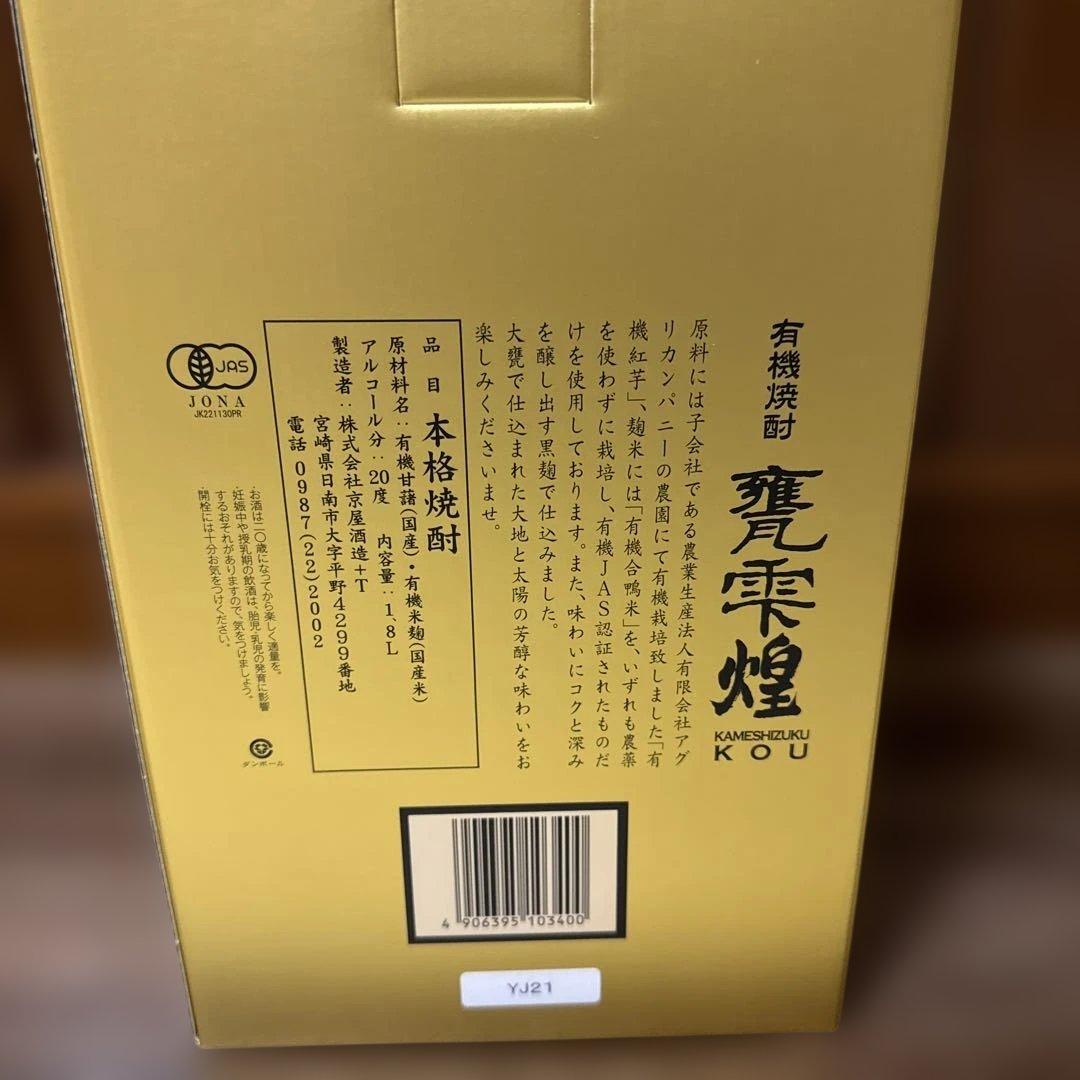 有機焼酎
甕雫煌
KAMESHIZUKU
KOU
原料には子会社である農業生産法人有限会社アグ
リカンパニーの農園にて有機栽培致しました「有
機紅芋」、麹米には「有機合鴨米」を、いずれも農薬
を使わずに栽培し、有機JAS認証されたものだ
けを使用しております。また、味わいにコクと深み
を醸し出す黒麹で仕込みました。
大甕で仕込まれた大地と太陽の芳醇な味わいをお
楽しみくださいませ。
品 目 本格焼酎
原材料名：有機甘藷(国産)・有機米麹(国産米)
アルコール分：20度 内容量：1.8L
製造者：株式会社京屋酒造+T
宮崎県日南市大字平野4299番地
電話 0987(22)2002
JAS
JONA
JK221130PR
・お酒は二〇歳になってから楽しく適量を。
・妊娠中や授乳期の飲酒は、胎児・乳児の発育に影響
するおそれがありますので、気をつけましょう。
・開栓には十分お気をつけください。
ダンボール
4 906395 103400
YJ21